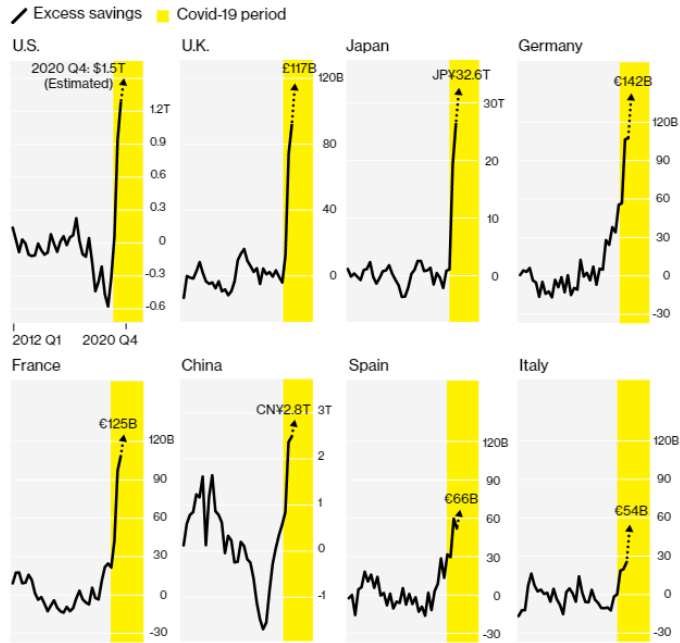 Excess savings Covid-19 period
U.S. U.K. Japan Germany
2020 Q4: $1.5T
(Estimated)
1.2T
0.9
0.6
0.3
0
-0.3
-0.6
2012 Q1 2020 Q4
£117B
120B
80
40
0
JP¥32.6T
30T
20
10
0
€142B
120B
90
60
30
0
-30
France China Spain Italy
€125B
120B
90
60
30
0
-30
CN¥2.8T
3T
2
1
0
-1
€66B
120B
90
60
30
0
-30
€54B
120B
90
60
30
0
-30